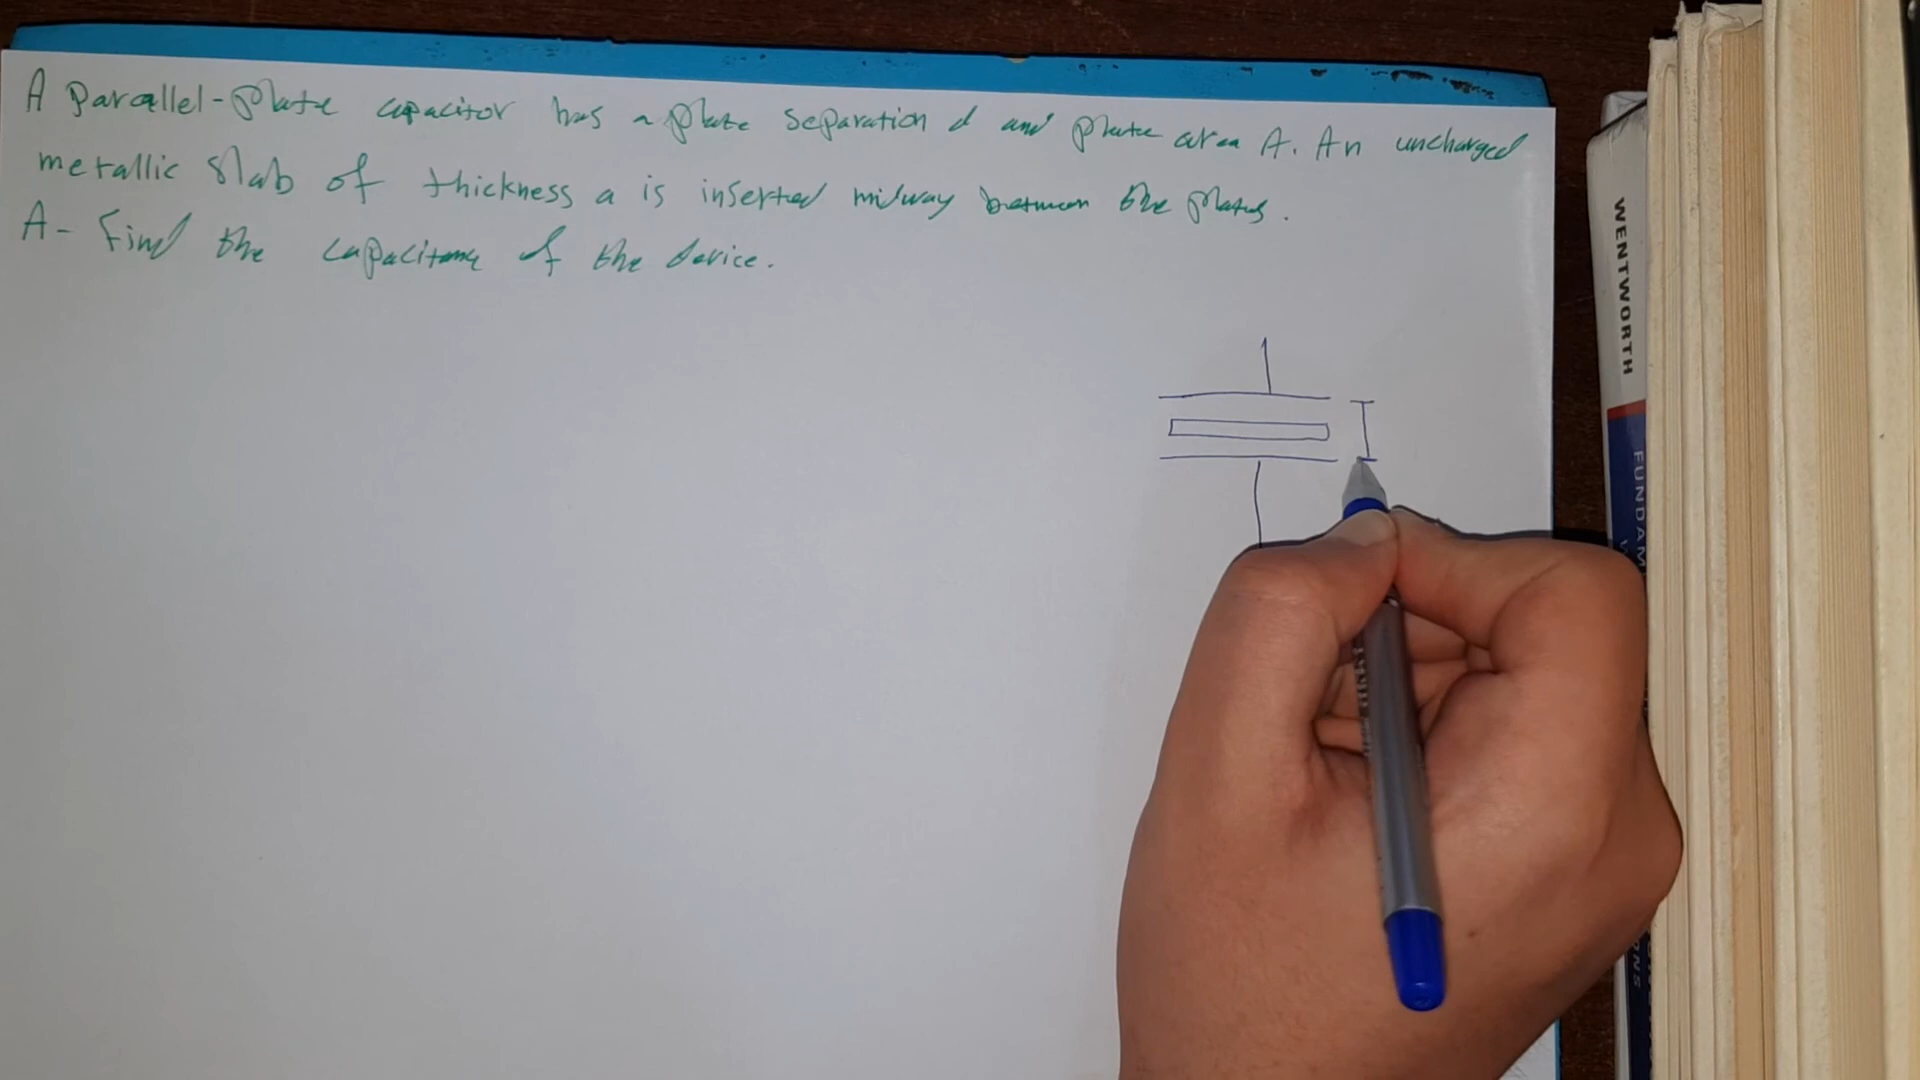 A Parallel-plate capacitor has a plate separation d and plate area A. An uncharged
metallic slab of thickness a is inserted midway between the plates.
A- Find the capacitance of the device.
WENTWORTH
FUNDAM